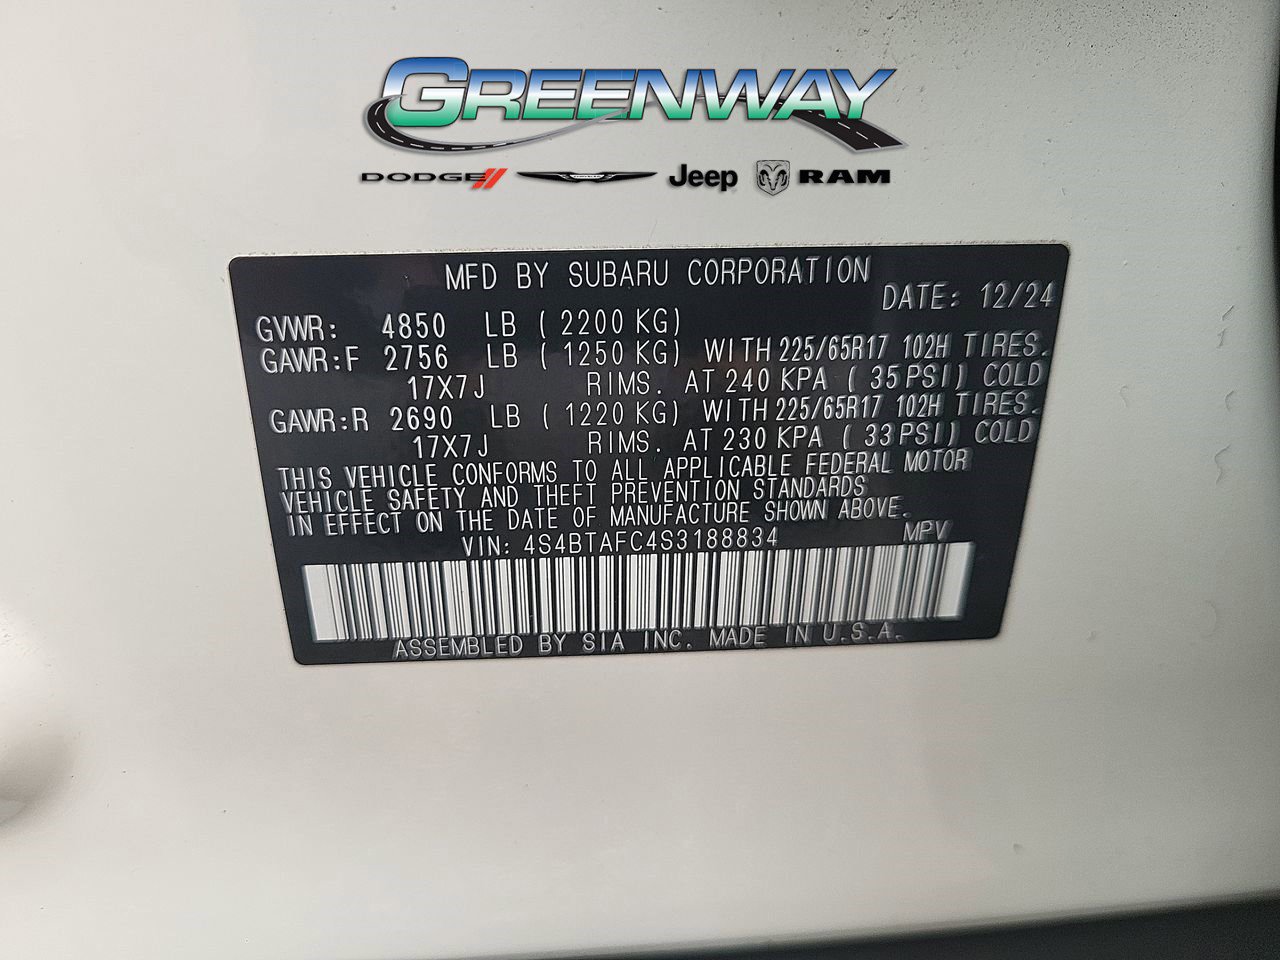 GREENWAY
DODGE Jeep RAM
MFD BY SUBARU CORPORATION
DATE: 12/24
GVWR: 4850 LB ( 2200 KG)
GAWR:F 2756 LB ( 1250 KG) WITH 225/65R17 102H TIRES.
17X7J RIMS. AT 240 KPA ( 35 PSI) COLD
GAWR:R 2690 LB ( 1220 KG) WITH 225/65R17 102H TIRES.
17X7J RIMS. AT 230 KPA ( 33 PSI) COLD
THIS VEHICLE CONFORMS TO ALL APPLICABLE FEDERAL MOTOR
VEHICLE SAFETY AND THEFT PREVENTION STANDARDS
IN EFFECT ON THE DATE OF MANUFACTURE SHOWN ABOVE.
VIN: 4S4BTAFC4S3188834 MPV
ASSEMBLED BY SIA INC. MADE IN U.S.A.